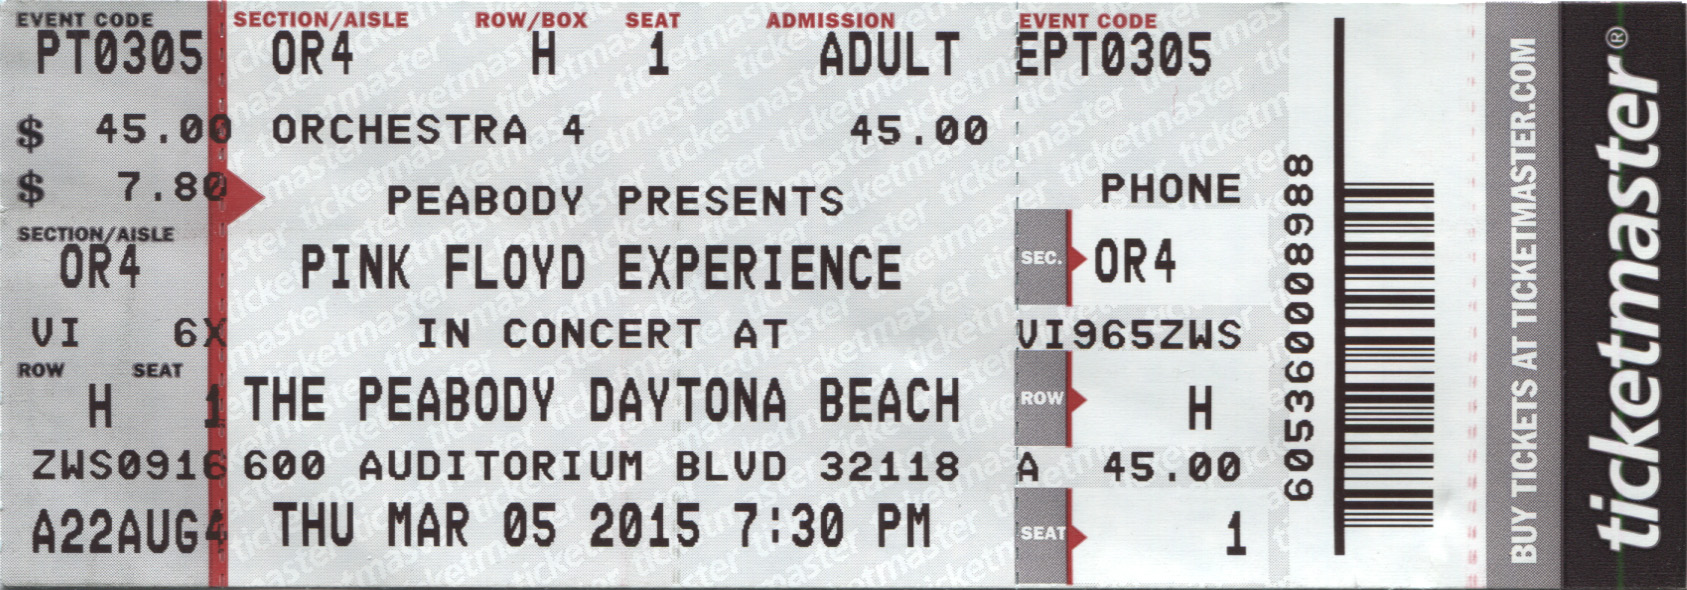 EVENT CODE SECTION/AISLE ROW/BOX SEAT ADMISSION EVENT CODE
PT0305 OR4 H 1 ADULT EPT0305
$ 45.00 ORCHESTRA 4 45.00
$ 7.80 PEABODY PRESENTS PHONE
SECTION/AISLE
OR4 PINK FLOYD EXPERIENCE SEC. OR4
VI 6X IN CONCERT AT VI965ZWS
ROW SEAT
H 1 THE PEABODY DAYTONA BEACH ROW H
ZWS0916 600 AUDITORIUM BLVD 32118 A 45.00
A22AUG4 THU MAR 05 2015 7:30 PM SEAT 1
605360008988
BUY TICKETS AT TICKETMASTER.COM
ticketmaster®